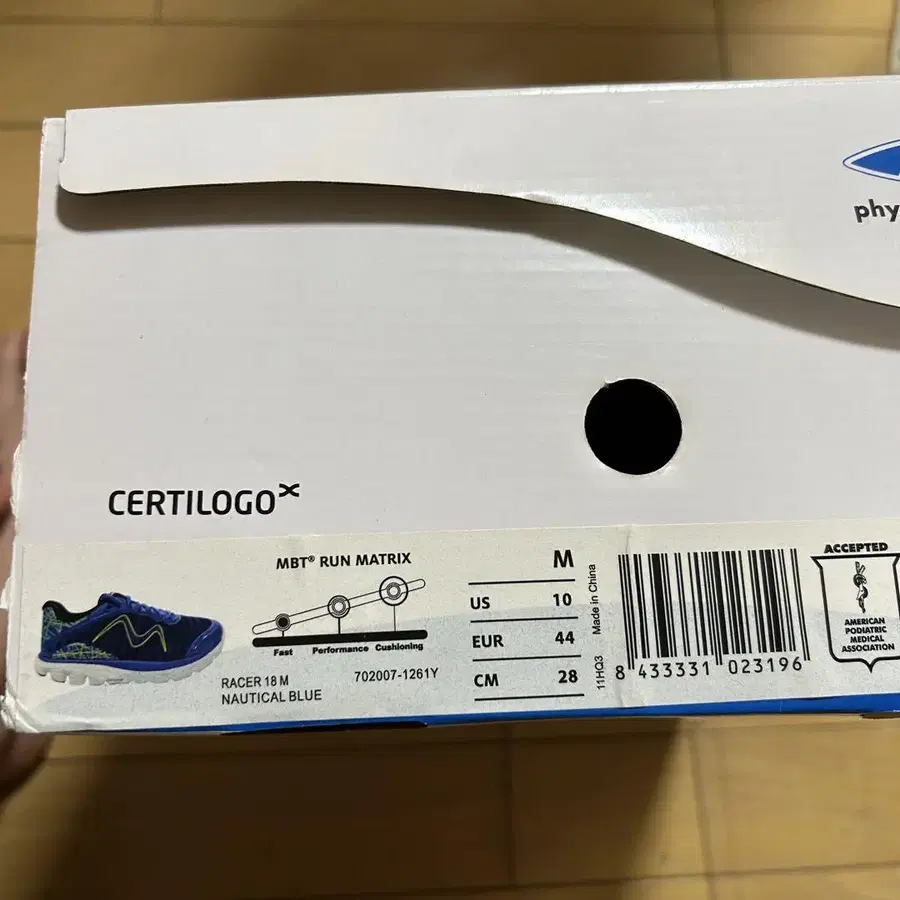 phy
CERTILOGOX
MBT® RUN MATRIX
Fast Performance Cushioning
RACER 18 M
NAUTICAL BLUE
702007-1261Y
M
US 10
EUR 44
CM 28
11HQ3 Made in China
8 433331 023196
ACCEPTED
AMERICAN
PODIATRIC
MEDICAL
ASSOCIATION